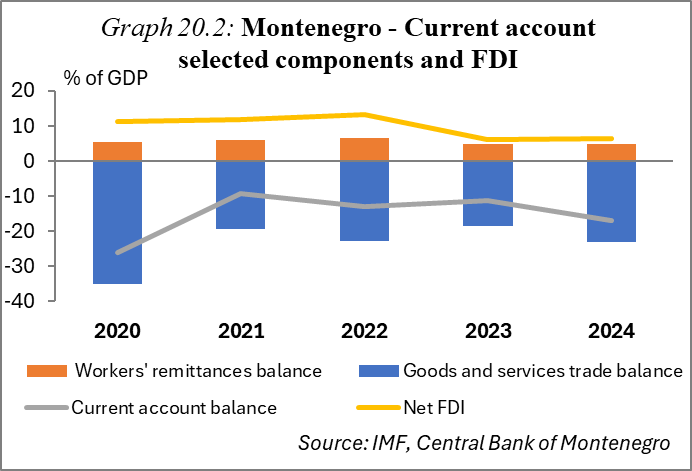 Graph 20.2: Montenegro - Current account
selected components and FDI
% of GDP
20
10
0
-10
-20
-30
-40
2020 2021 2022 2023 2024
Workers' remittances balance Goods and services trade balance
Current account balance Net FDI
Source: IMF, Central Bank of Montenegro